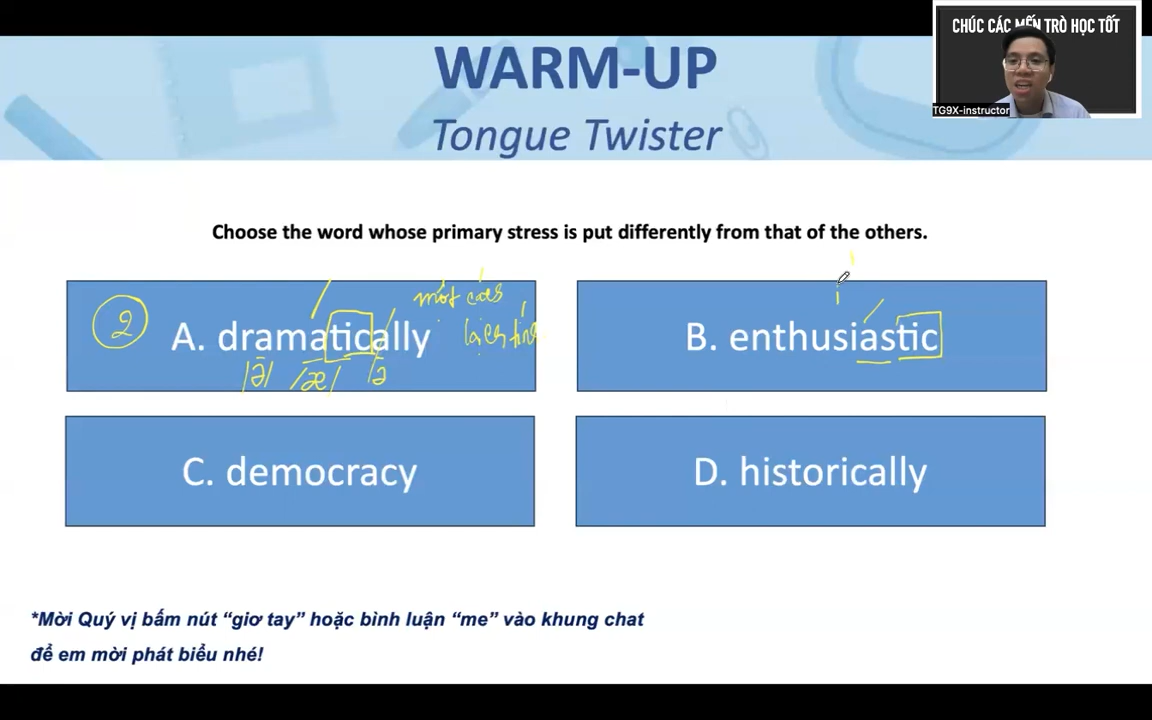 CHÚC CÁC MẾN TRÒ HỌC TỐT
TG9X-instructor
WARM-UP
Tongue Twister
Choose the word whose primary stress is put differently from that of the others.
2
một cách
A. dramatically
/ə/ /æ/ /ə
B. enthusiastic
i
C. democracy
D. historically
*Mời Quý vị bấm nút “giơ tay” hoặc bình luận “me” vào khung chat
để em mời phát biểu nhé!